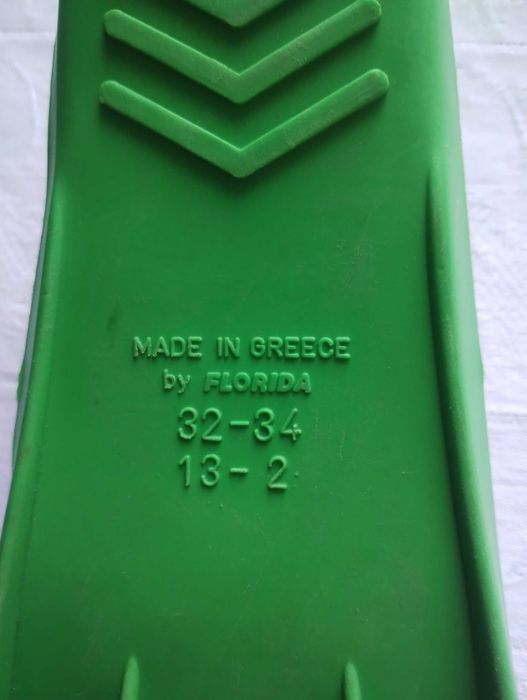 MADE IN GREECE
by FLORIDA
32-34
13-2